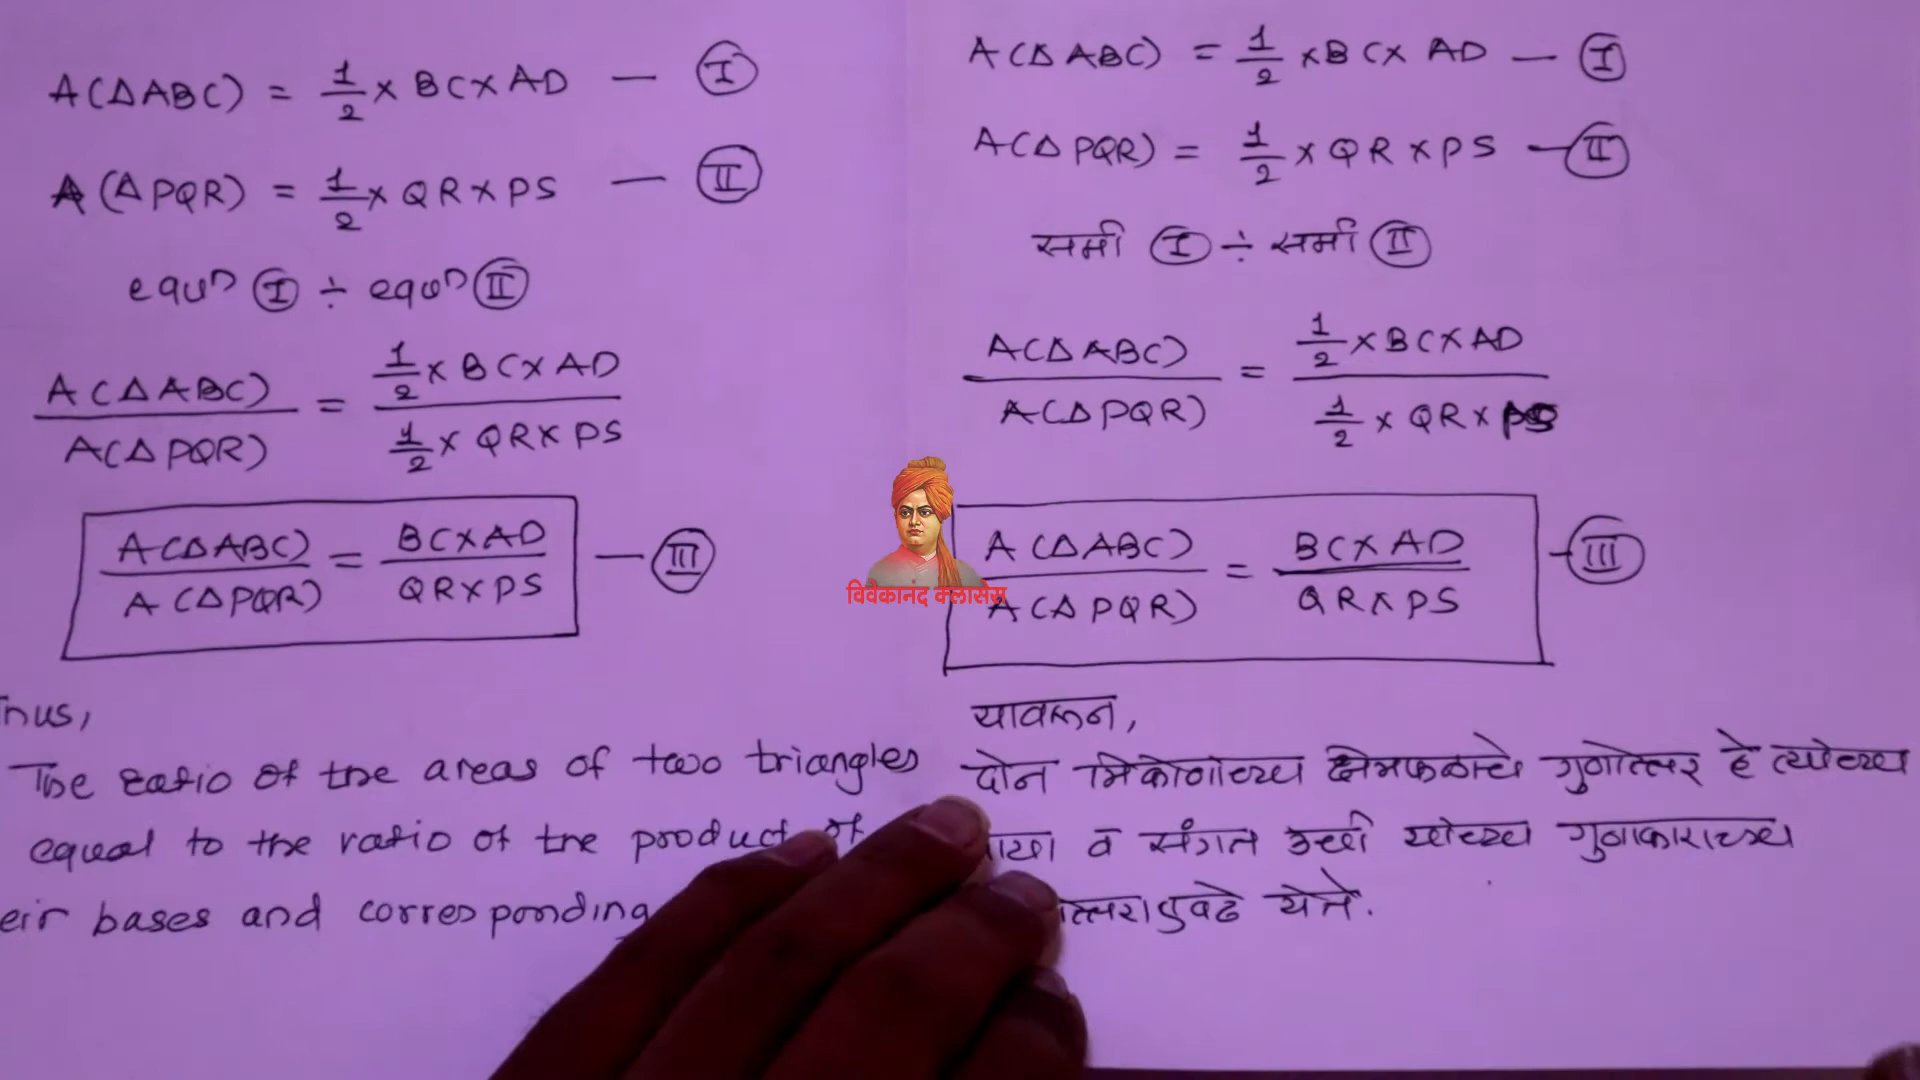 A(△ABC) = 1/2 × BC × AD — Ⓘ
A(△PQR) = 1/2 × QR × PS — Ⓘ︎Ⓘ
equn Ⓘ ÷ equn II
A(△ABC)/A(△PQR) = (1/2 × BC × AD)/(1/2 × QR × PS)
A(△ABC)/A(△PQR) = (BC × AD)/(QR × PS) — III
Thus,
The ratio of the areas of two triangles
equal to the ratio of the product of
eir bases and corresponding
A(△ABC) = 1/2 × BC × AD — I
A(△PQR) = 1/2 × QR × PS — II
समी I ÷ समी II
A(△ABC)/A(△PQR) = (1/2 × BC × AD)/(1/2 × QR × PS)
A(△ABC)/A(△PQR) = (BC × AD)/(QR × PS) — III
यावरून,
दोन त्रिकोणांच्या क्षेत्रफळाचे गुणोत्तर हे त्यांच्या
पाया व संगत उंची यांच्या गुणाकाराच्या
त्तराएवढे येते.
विवेकानंद क्लासेस